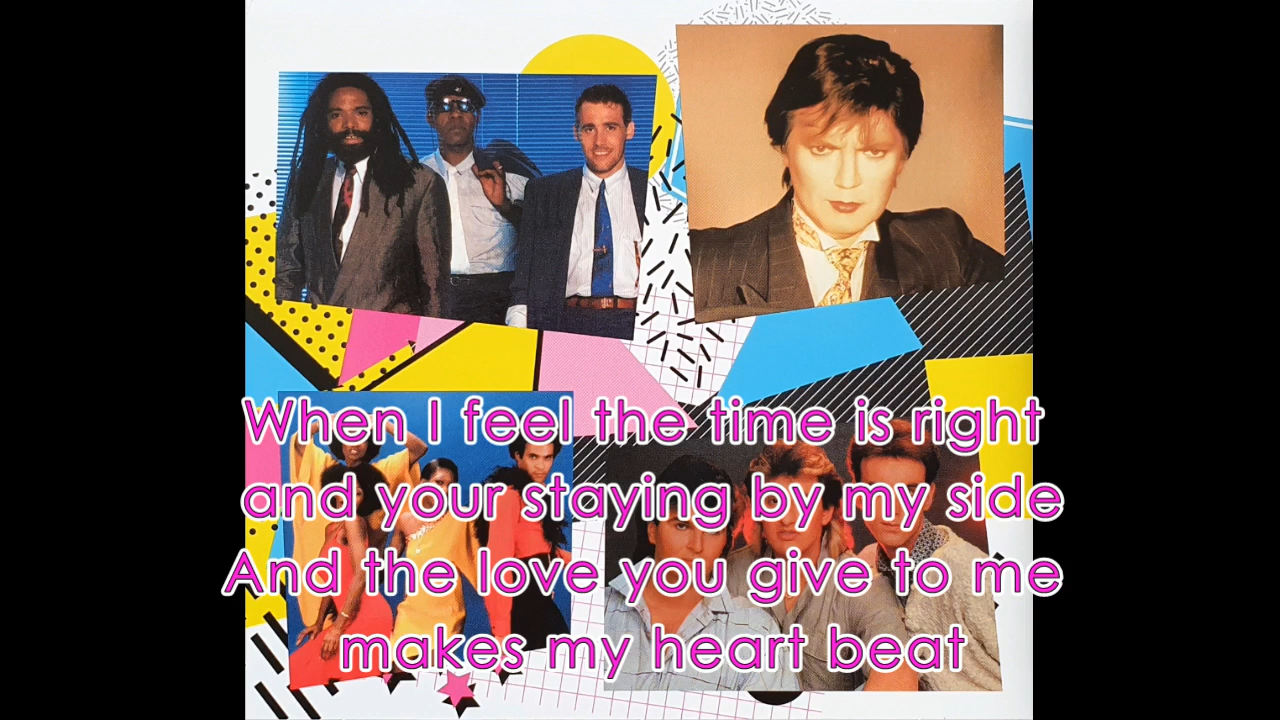 When I feel the time is right
and your staying by my side
And the love you give to me
makes my heart beat